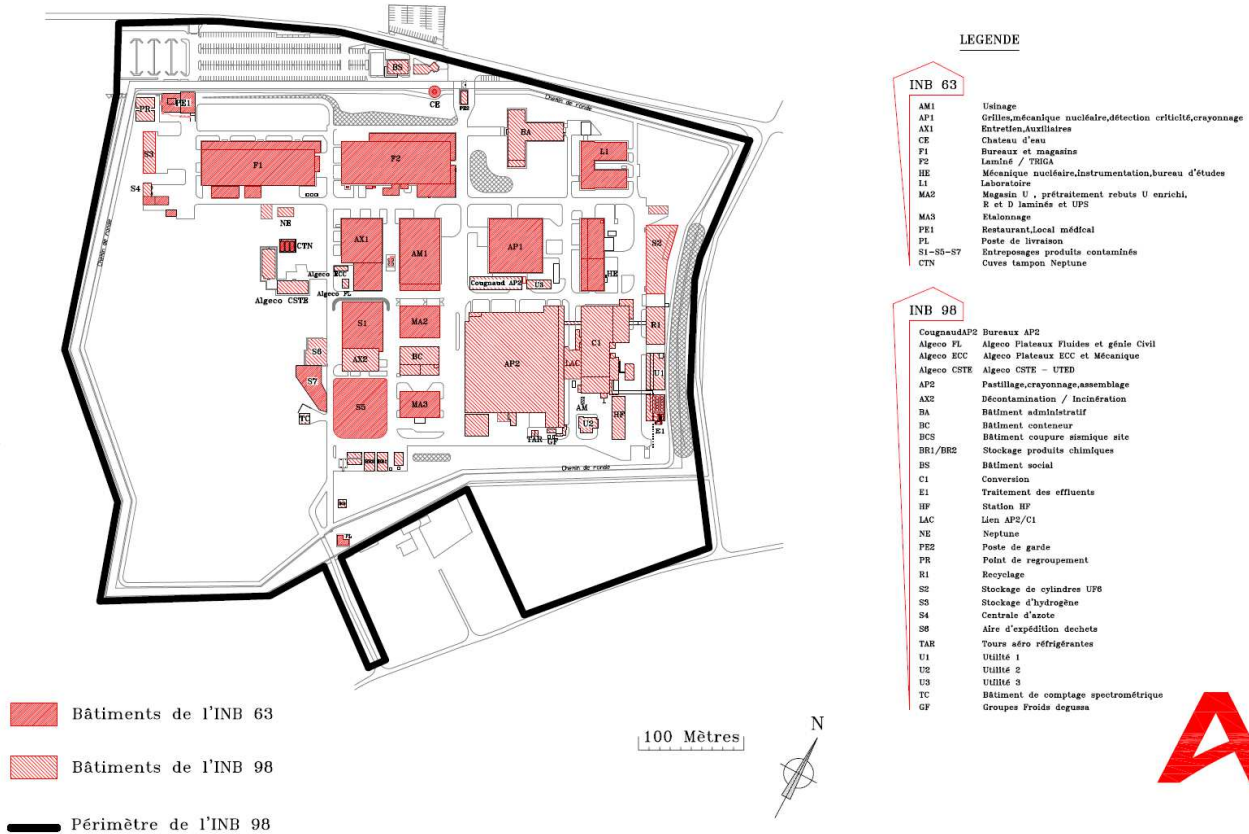 LEGENDE
INB 63
AM1 Usinage
AP1 Grilles,mécanique nucléaire,détection criticité,crayonnage
AX1 Entretien,Auxiliaires
CE Chateau d'eau
F1 Bureaux et magasins
F2 Laminé / TRIGA
HE Mécanique nucléaire,Instrumentation,bureau d'études
L1 Laboratoire
MA2 Magasin U , prétraitement rebuts U enrichi,
R et D laminés et UPS
MA3 Etalonnage
PE1 Restaurant,Local médical
PL Poste de livraison
S1-S5-S7 Entreposages produits contaminés
CTN Cuves tampon Neptune
INB 98
CougnaudAP2 Bureaux AP2
Algeco FL Algeco Plateaux Fluides et génie Civil
Algeco ECC Algeco Plateaux ECC et Mécanique
Algeco CSTE Algeco CSTE - UTED
AP2 Pastillage,crayonnage,assemblage
AX2 Décontamination / Incinération
BA Bâtiment administratif
BC Bâtiment conteneur
BCS Bâtiment coupure sismique site
BR1/BR2 Stockage produits chimiques
BS Bâtiment social
C1 Conversion
E1 Traitement des effluents
HF Station HF
LAC Lien AP2/C1
NE Neptune
PE2 Poste de garde
PR Point de regroupement
R1 Recyclage
S2 Stockage de cylindres UF6
S3 Stockage d'hydrogène
S4 Centrale d'azote
S6 Aire d'expédition dechets
TAR Tours aéro réfrigérantes
U1 Utilité 1
U2 Utilité 2
U3 Utilité 3
TC Bâtiment de comptage spectrométrique
GF Groupes Froids degussa
BS
CE
PE2
Chemin de ronde
PR
PE1
BA
S3
F1
F2
L1
S4
NE
CTN
AX1
AM1
AP1
HE
S2
Algeco ECC
Cougnaud AP2
U3
Algeco CSTE
Algeco FL
S1
MA2
AP2
C1
R1
LAC
S6
AX2
BC
U1
S7
S5
MA3
AM
HF
U2
TC
TAR
GF
E1
Chemin de ronde
Chemin de ronde
PL
Bâtiments de l'INB 63
Bâtiments de l'INB 98
Périmètre de l'INB 98
100 Mètres
N